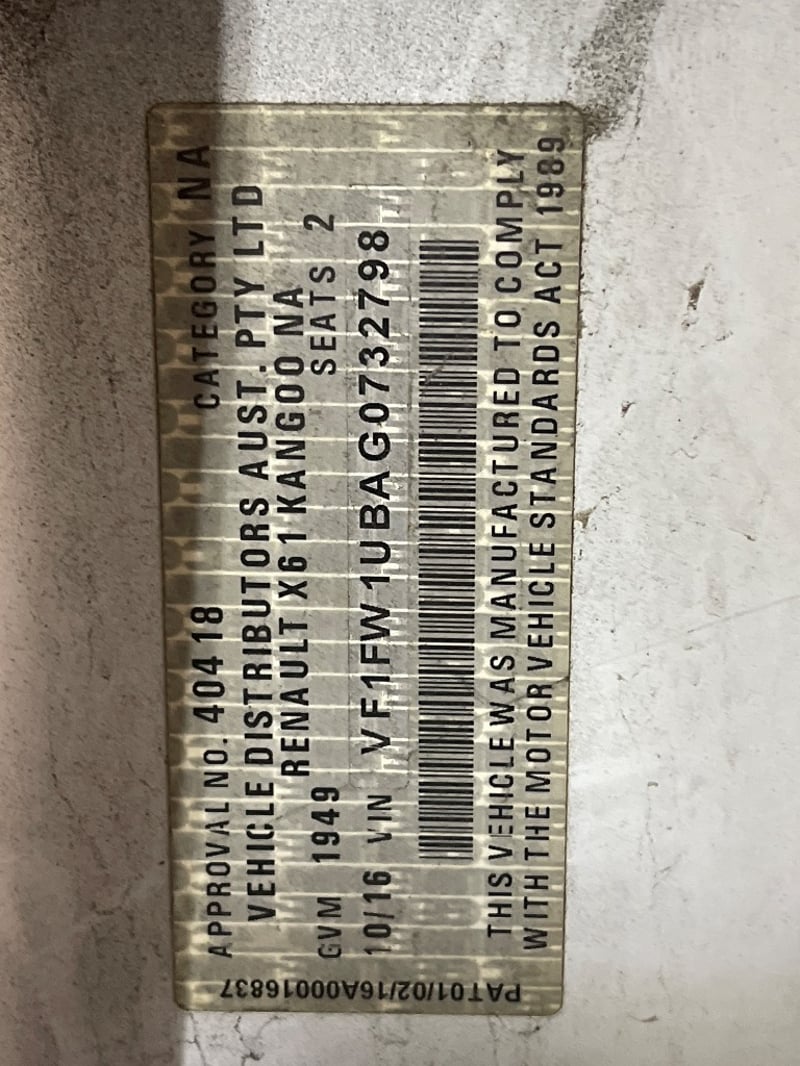 APPROVAL NO. 40418 CATEGORY NA
VEHICLE DISTRIBUTORS AUST. PTY LTD
RENAULT X61 KANGOO NA
GVM 1949 SEATS 2
10/16 VIN VF1FW1UBAG0732798
THIS VEHICLE WAS MANUFACTURED TO COMPLY
WITH THE MOTOR VEHICLE STANDARDS ACT 1989
PAT01/02/16A00016837